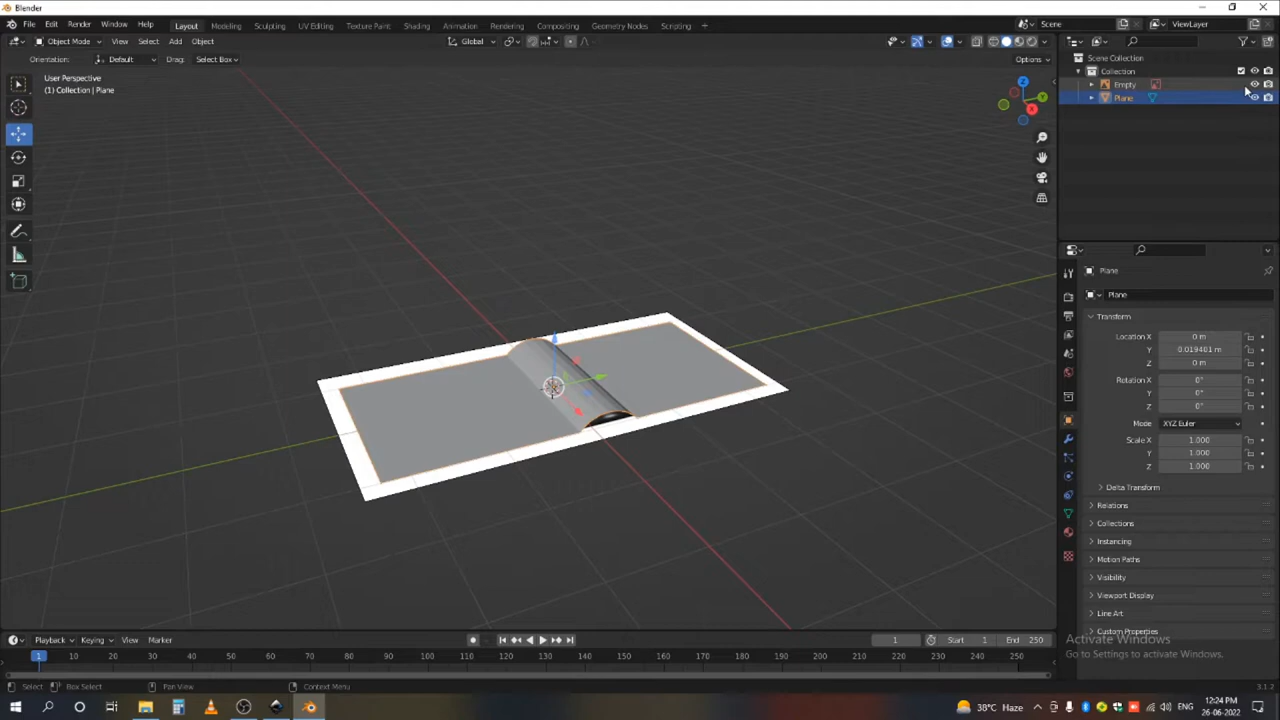 Blender
File Edit Render Window Help Layout Modeling Sculpting UV Editing Texture Paint Shading Animation Rendering Compositing Geometry Nodes Scripting + Scene ViewLayer
Object Mode View Select Add Object Global
Orientation: Default Drag: Select Box Options
User Perspective
(1) Collection | Plane
Z
Y
X
Scene Collection
Collection
Empty
Plane
Plane
Plane
Transform
Location X 0 m
Y 0.019401 m
Z 0 m
Rotation X 0°
Y 0°
Z 0°
Mode XYZ Euler
Scale X 1.000
Y 1.000
Z 1.000
Delta Transform
Relations
Collections
Instancing
Motion Paths
Visibility
Viewport Display
Line Art
Custom Properties
Activate Windows
Go to Settings to activate Windows.
Playback Keying View Marker 1 Start 1 End 250
1 10 20 30 40 50 60 70 80 90 100 110 120 130 140 150 160 170 180 190 200 210 220 230 240 250
Select Box Select Pan View Context Menu 3.1.2
38°C Haze ENG 12:24 PM
26-06-2022